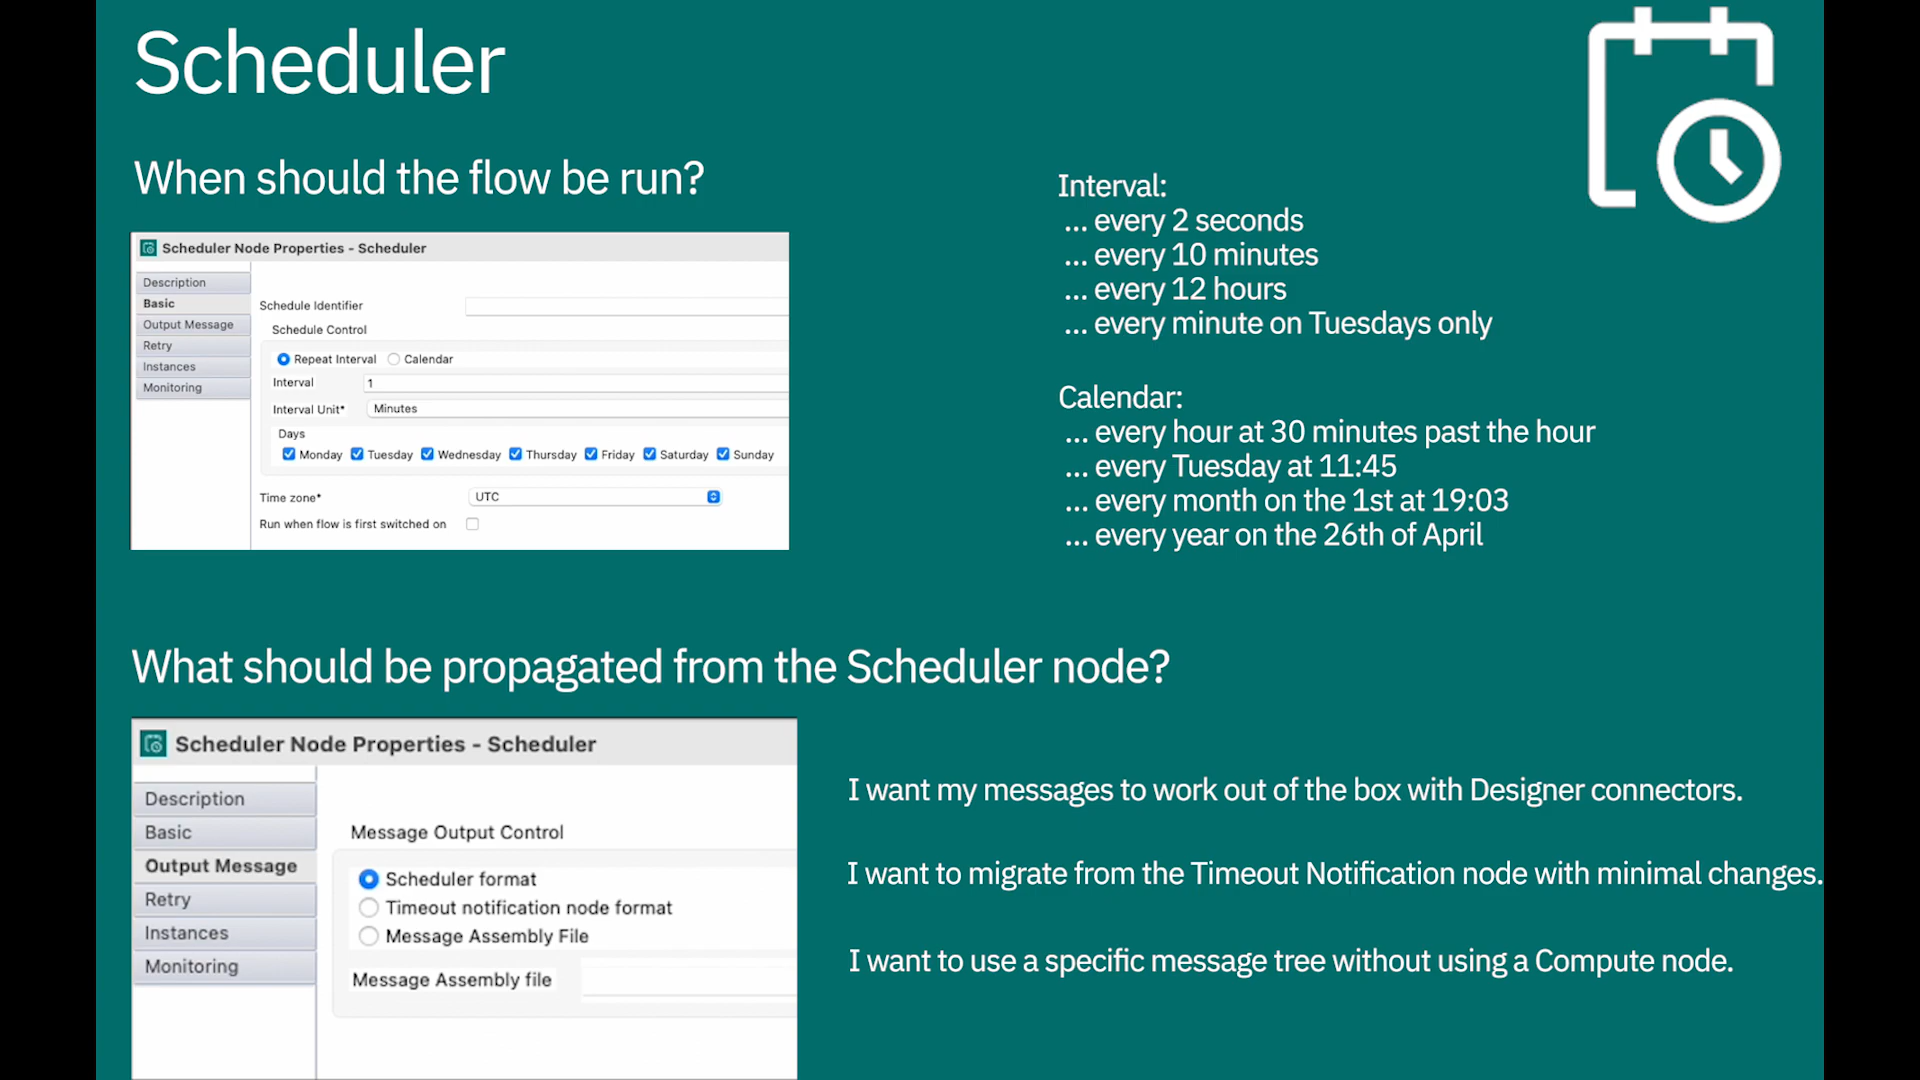 Scheduler
When should the flow be run?
Scheduler Node Properties - Scheduler
Description
Basic
Output Message
Retry
Instances
Monitoring
Schedule Identifier
Schedule Control
Repeat Interval Calendar
Interval 1
Interval Unit* Minutes
Days
Monday Tuesday Wednesday Thursday Friday Saturday Sunday
Time zone* UTC
Run when flow is first switched on
Interval:
... every 2 seconds
... every 10 minutes
... every 12 hours
... every minute on Tuesdays only
Calendar:
... every hour at 30 minutes past the hour
... every Tuesday at 11:45
... every month on the 1st at 19:03
... every year on the 26th of April
What should be propagated from the Scheduler node?
Scheduler Node Properties - Scheduler
Description
Basic
Output Message
Retry
Instances
Monitoring
Message Output Control
Scheduler format
Timeout notification node format
Message Assembly File
Message Assembly file
I want my messages to work out of the box with Designer connectors.
I want to migrate from the Timeout Notification node with minimal changes.
I want to use a specific message tree without using a Compute node.